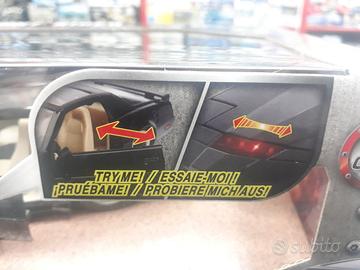 TRY ME! / ESSAIE-MOI!
¡PRUÉBAME! / PROBIERE MICH AUS!
subito